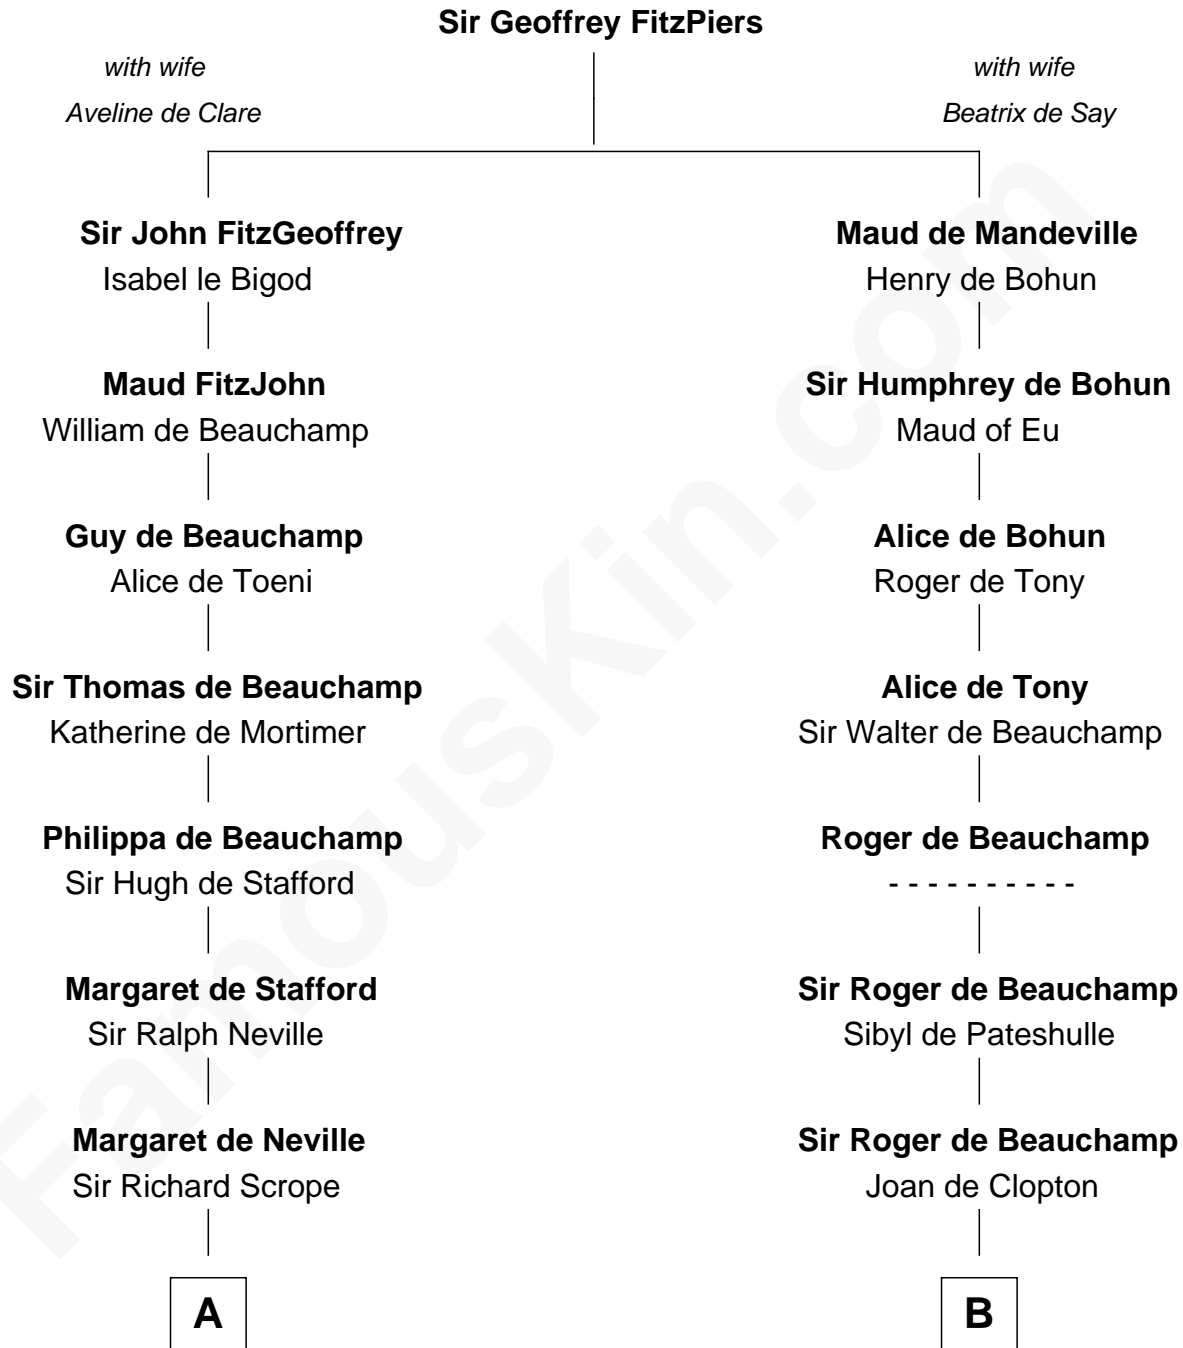 Sir Geoffrey FitzPiers
with wife
Aveline de Clare
with wife
Beatrix de Say
Sir John FitzGeoffrey
Isabel le Bigod
Maud de Mandeville
Henry de Bohun
Maud FitzJohn
William de Beauchamp
Sir Humphrey de Bohun
Maud of Eu
Guy de Beauchamp
Alice de Toeni
Alice de Bohun
Roger de Tony
Sir Thomas de Beauchamp
Katherine de Mortimer
Alice de Tony
Sir Walter de Beauchamp
Philippa de Beauchamp
Sir Hugh de Stafford
Roger de Beauchamp
- - - - - - - - - -
Margaret de Stafford
Sir Ralph Neville
Sir Roger de Beauchamp
Sibyl de Pateshulle
Margaret de Neville
Sir Richard Scrope
Sir Roger de Beauchamp
Joan de Clopton
A
B
FamousKin.com